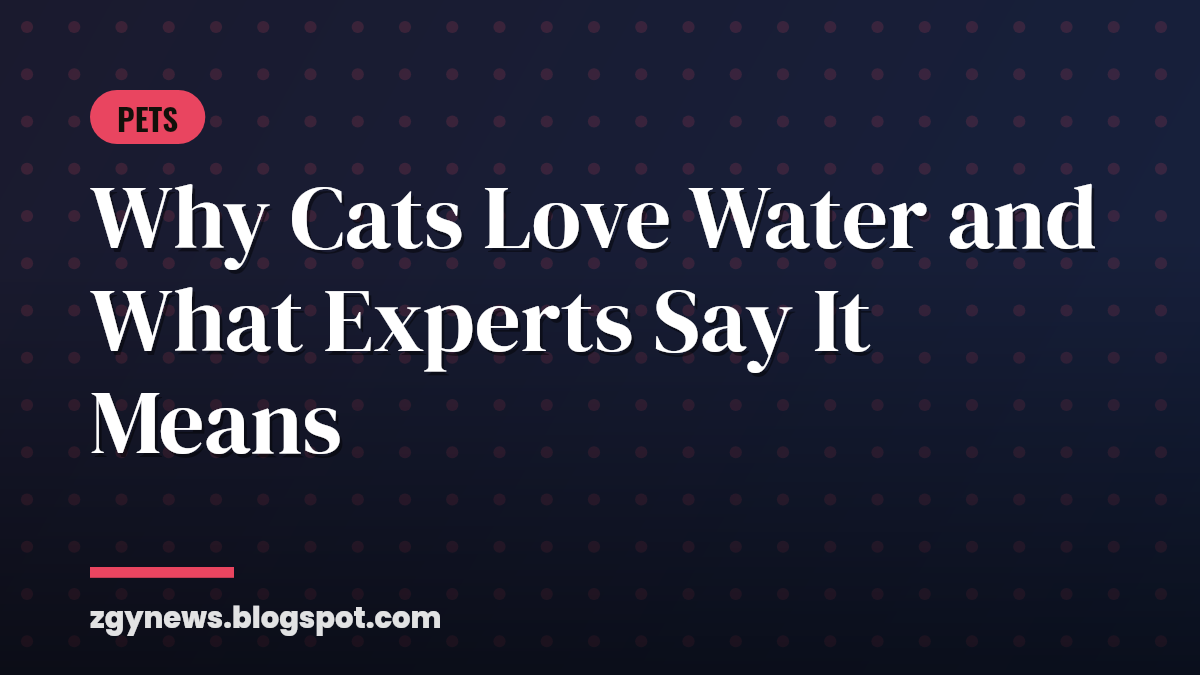 PETS
Why Cats Love Water and
What Experts Say It
Means
zgynews.blogspot.com